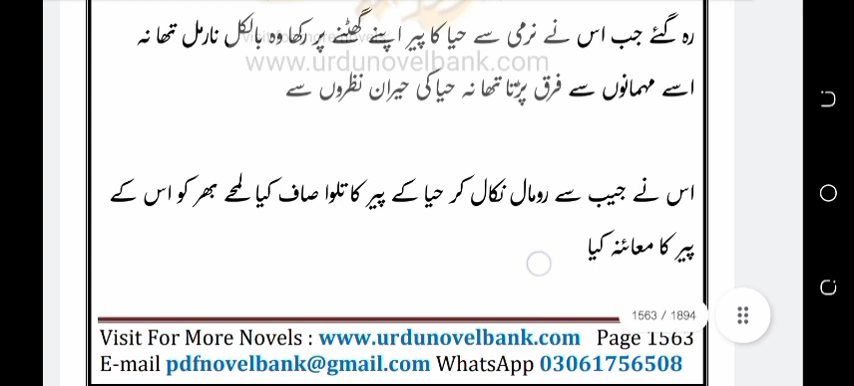 رہ گئے جب اس نے نرمی سے حیا کا پیر اپنے گھٹنے پر رکھا وہ بالکل نارمل تھا نہ
www.urdunovelbank.com
اسے مہمانوں سے فرق پڑتا تھا نہ حیا کی حیران نظروں سے
اس نے جیب سے رومال نکال کر حیا کے پیر کا تلوا صاف کیا لمحے بھر کو اس کے
پیر کا معائنہ کیا
1563 / 1894
Visit For More Novels : www.urdunovelbank.com Page 1563
E-mail pdfnovelbank@gmail.com WhatsApp 03061756508